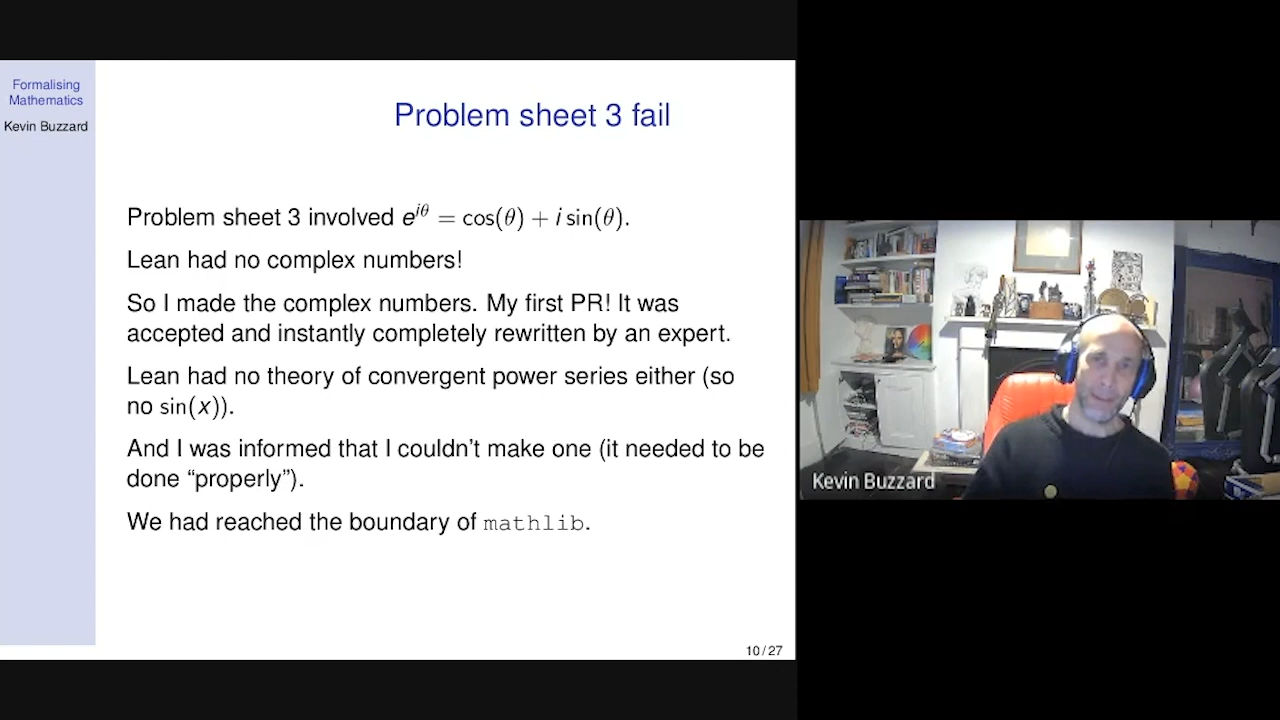 Formalising
Mathematics
Kevin Buzzard
Problem sheet 3 fail
Problem sheet 3 involved e^{iθ} = cos(θ) + i sin(θ).
Lean had no complex numbers!
So I made the complex numbers. My first PR! It was
accepted and instantly completely rewritten by an expert.
Lean had no theory of convergent power series either (so
no sin(x)).
And I was informed that I couldn't make one (it needed to be
done “properly”).
We had reached the boundary of mathlib.
10/27
Kevin Buzzard